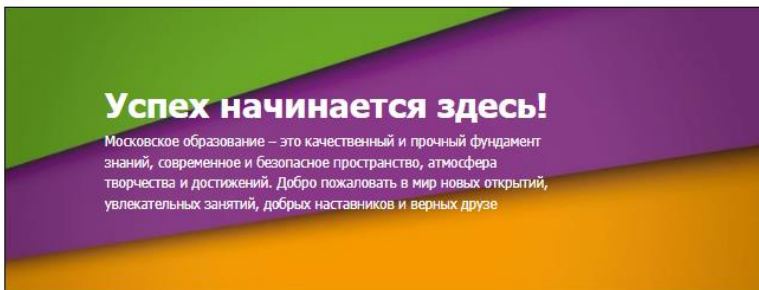 Успех начинается здесь!
Московское образование – это качественный и прочный фундамент
знаний, современное и безопасное пространство, атмосфера
творчества и достижений. Добро пожаловать в мир новых открытий,
увлекательных занятий, добрых наставников и верных друзе